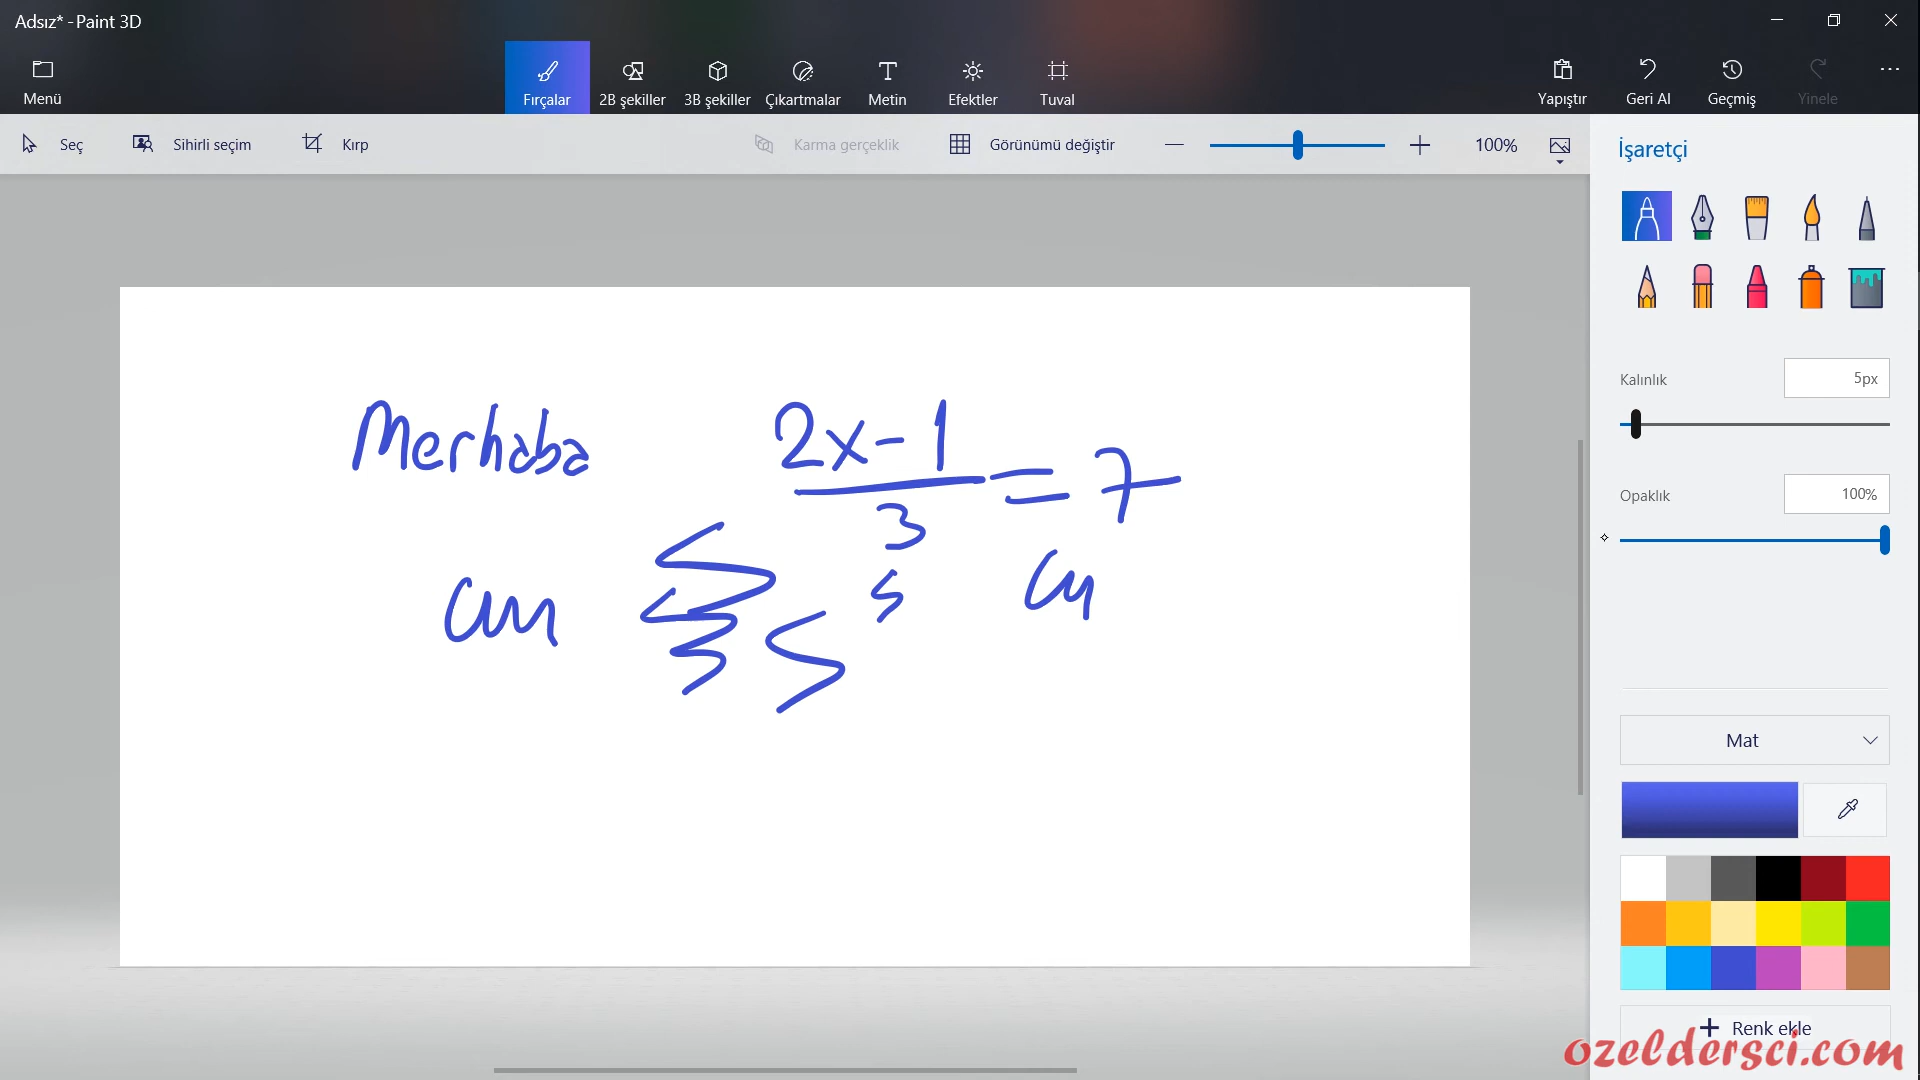 Adsız* - Paint 3D
Menü
Fırçalar
2B şekiller
3B şekiller
Çıkartmalar
Metin
Efektler
Tuval
Yapıştır
Geri Al
Geçmiş
Yinele
Seç
Sihirli seçim
Kırp
Karma gerçeklik
Görünümü değiştir
100%
İşaretçi
Kalınlık
5px
Opaklık
100%
Merhaba
2x-1
= 7
3
Mat
Renk ekle
ozeldersci.com